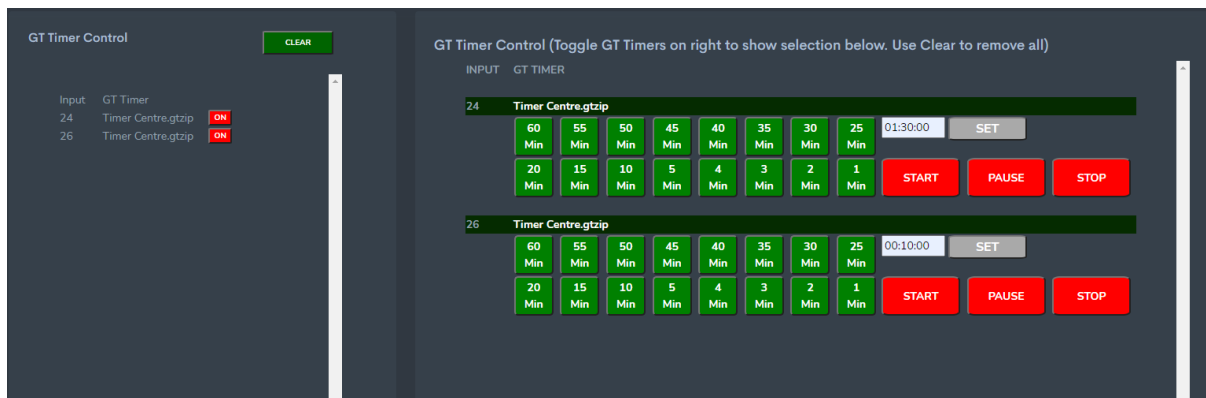 GT Timer Control
CLEAR
Input GT Timer
24 Timer Centre.gtzip ON
26 Timer Centre.gtzip ON
GT Timer Control (Toggle GT Timers on right to show selection below. Use Clear to remove all)
INPUT GT TIMER
24 Timer Centre.gtzip
60 55 50 45 40 35 30 25 01:30:00 SET
Min Min Min Min Min Min Min Min
20 15 10 5 4 3 2 1 START PAUSE STOP
Min Min Min Min Min Min Min Min
26 Timer Centre.gtzip
60 55 50 45 40 35 30 25 00:10:00 SET
Min Min Min Min Min Min Min Min
20 15 10 5 4 3 2 1 START PAUSE STOP
Min Min Min Min Min Min Min Min